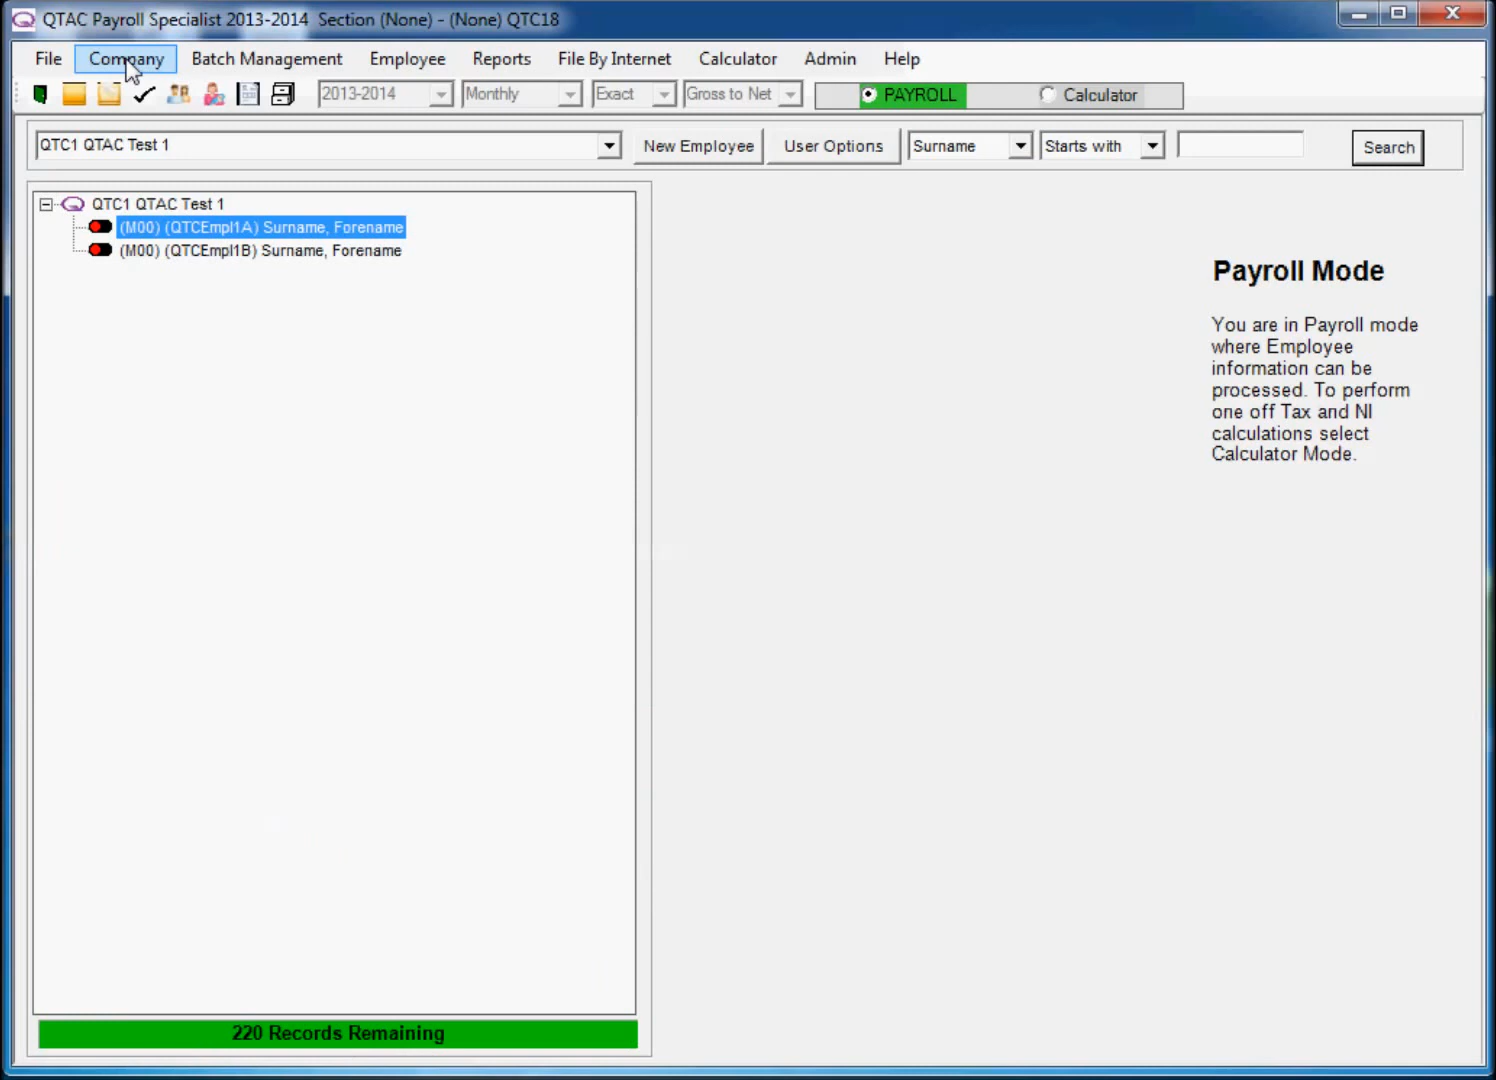 QTAC Payroll Specialist 2013-2014 Section (None) - (None) QTC18
File Company Batch Management Employee Reports File By Internet Calculator Admin Help
2013-2014 Monthly Exact Gross to Net PAYROLL Calculator
QTC1 QTAC Test 1 New Employee User Options Surname Starts with Search
QTC1 QTAC Test 1
(M00) (QTCEmpl1A) Surname, Forename
(M00) (QTCEmpl1B) Surname, Forename
Payroll Mode
You are in Payroll mode
where Employee
information can be
processed. To perform
one off Tax and NI
calculations select
Calculator Mode.
220 Records Remaining